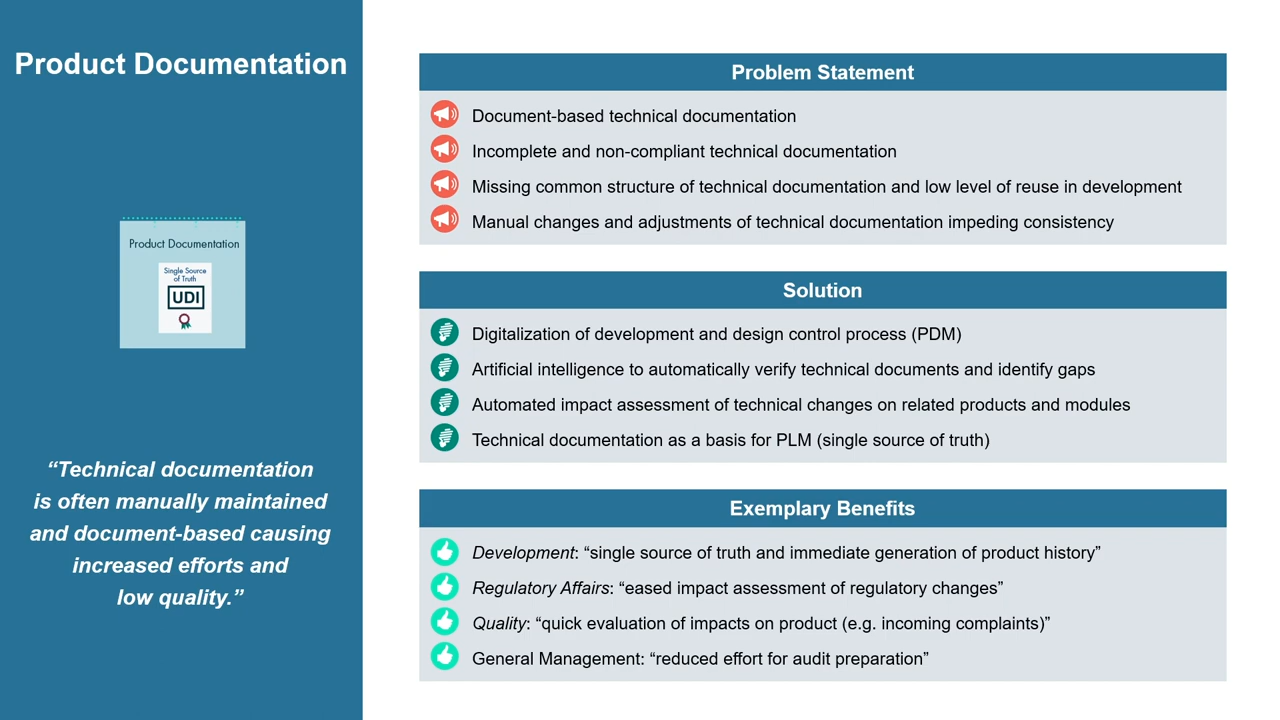 Product Documentation
Product Documentation
Single Source
of Truth
UDI
“Technical documentation
is often manually maintained
and document-based causing
increased efforts and
low quality.”
Problem Statement
Document-based technical documentation
Incomplete and non-compliant technical documentation
Missing common structure of technical documentation and low level of reuse in development
Manual changes and adjustments of technical documentation impeding consistency
Solution
Digitalization of development and design control process (PDM)
Artificial intelligence to automatically verify technical documents and identify gaps
Automated impact assessment of technical changes on related products and modules
Technical documentation as a basis for PLM (single source of truth)
Exemplary Benefits
Development: “single source of truth and immediate generation of product history”
Regulatory Affairs: “eased impact assessment of regulatory changes”
Quality: “quick evaluation of impacts on product (e.g. incoming complaints)”
General Management: “reduced effort for audit preparation”